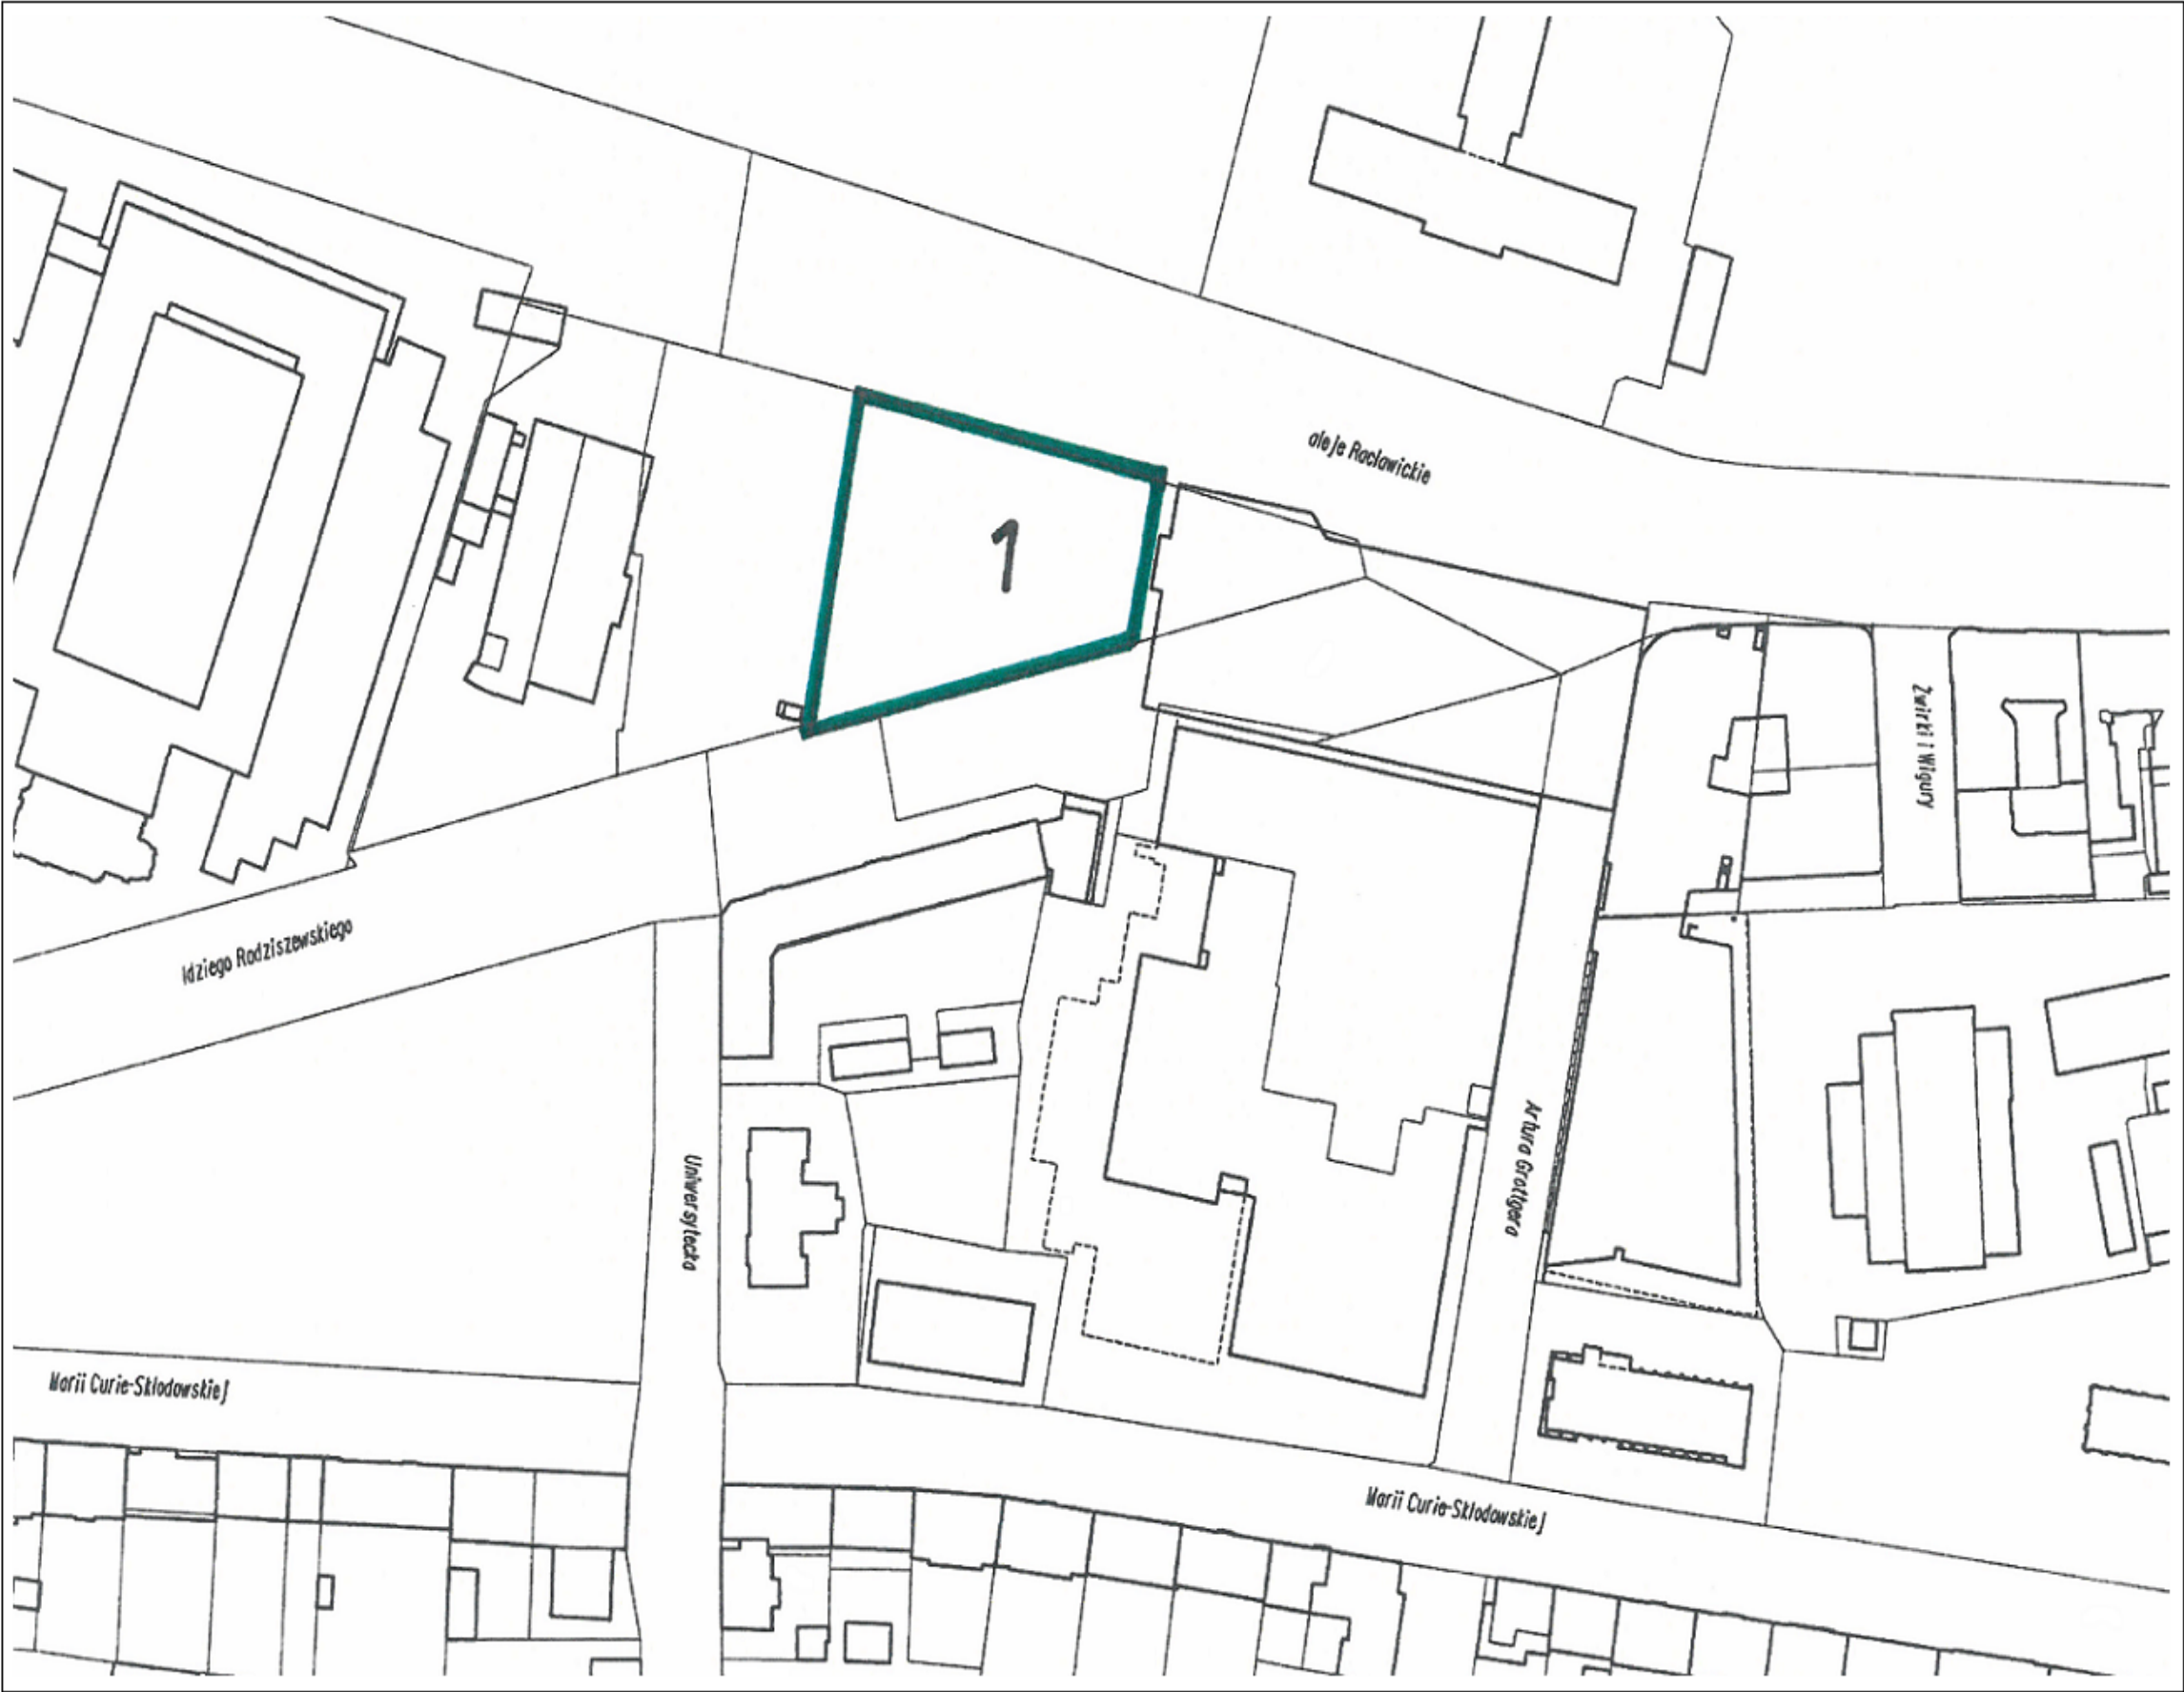 aleje Racławickie
1
Żwirki i Wigury
Idziego Radziszewskiego
Uniwersytecka
Artura Grottgera
Marii Curie-Skłodowskiej
Marii Curie-Skłodowskiej